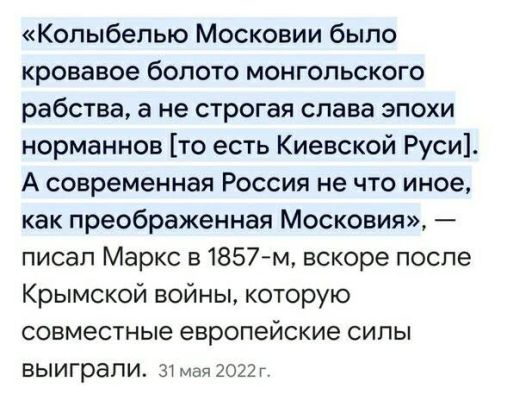 «Колыбелью Московии было
кровавое болото монгольского
рабства, а не строгая слава эпохи
норманнов [то есть Киевской Руси].
А современная Россия не что иное,
как преображенная Московия», —
писал Маркс в 1857-м, вскоре после
Крымской войны, которую
совместные европейские силы
выиграли. 31 мая 2022 г.